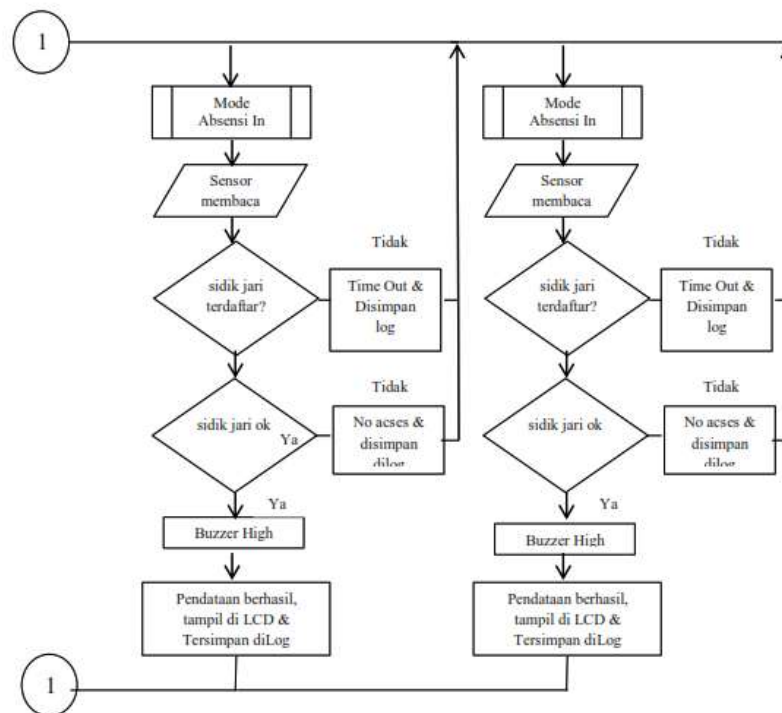 1
Mode
Absensi In
Sensor
membaca
sidik jari
terdaftar?
Tidak
Time Out &
Disimpan
log
sidik jari ok
Ya
Tidak
No acses &
disimpan
dilog
Ya
Buzzer High
Pendataan berhasil,
tampil di LCD &
Tersimpan diLog
Mode
Absensi In
Sensor
membaca
sidik jari
terdaftar?
Tidak
Time Out &
Disimpan
log
sidik jari ok
Tidak
No acses &
disimpan
dilog
Ya
Buzzer High
Pendataan berhasil,
tampil di LCD &
Tersimpan diLog
1